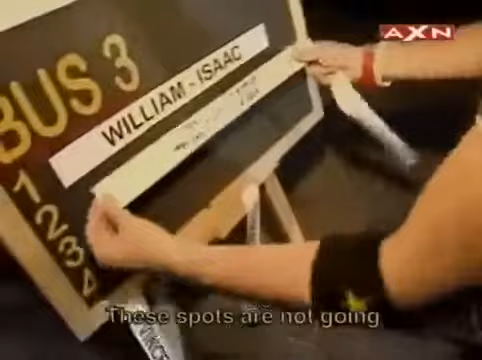 AXN
BUS 3
WILLIAM - ISAAC
1
2
3
4
These spots are not going